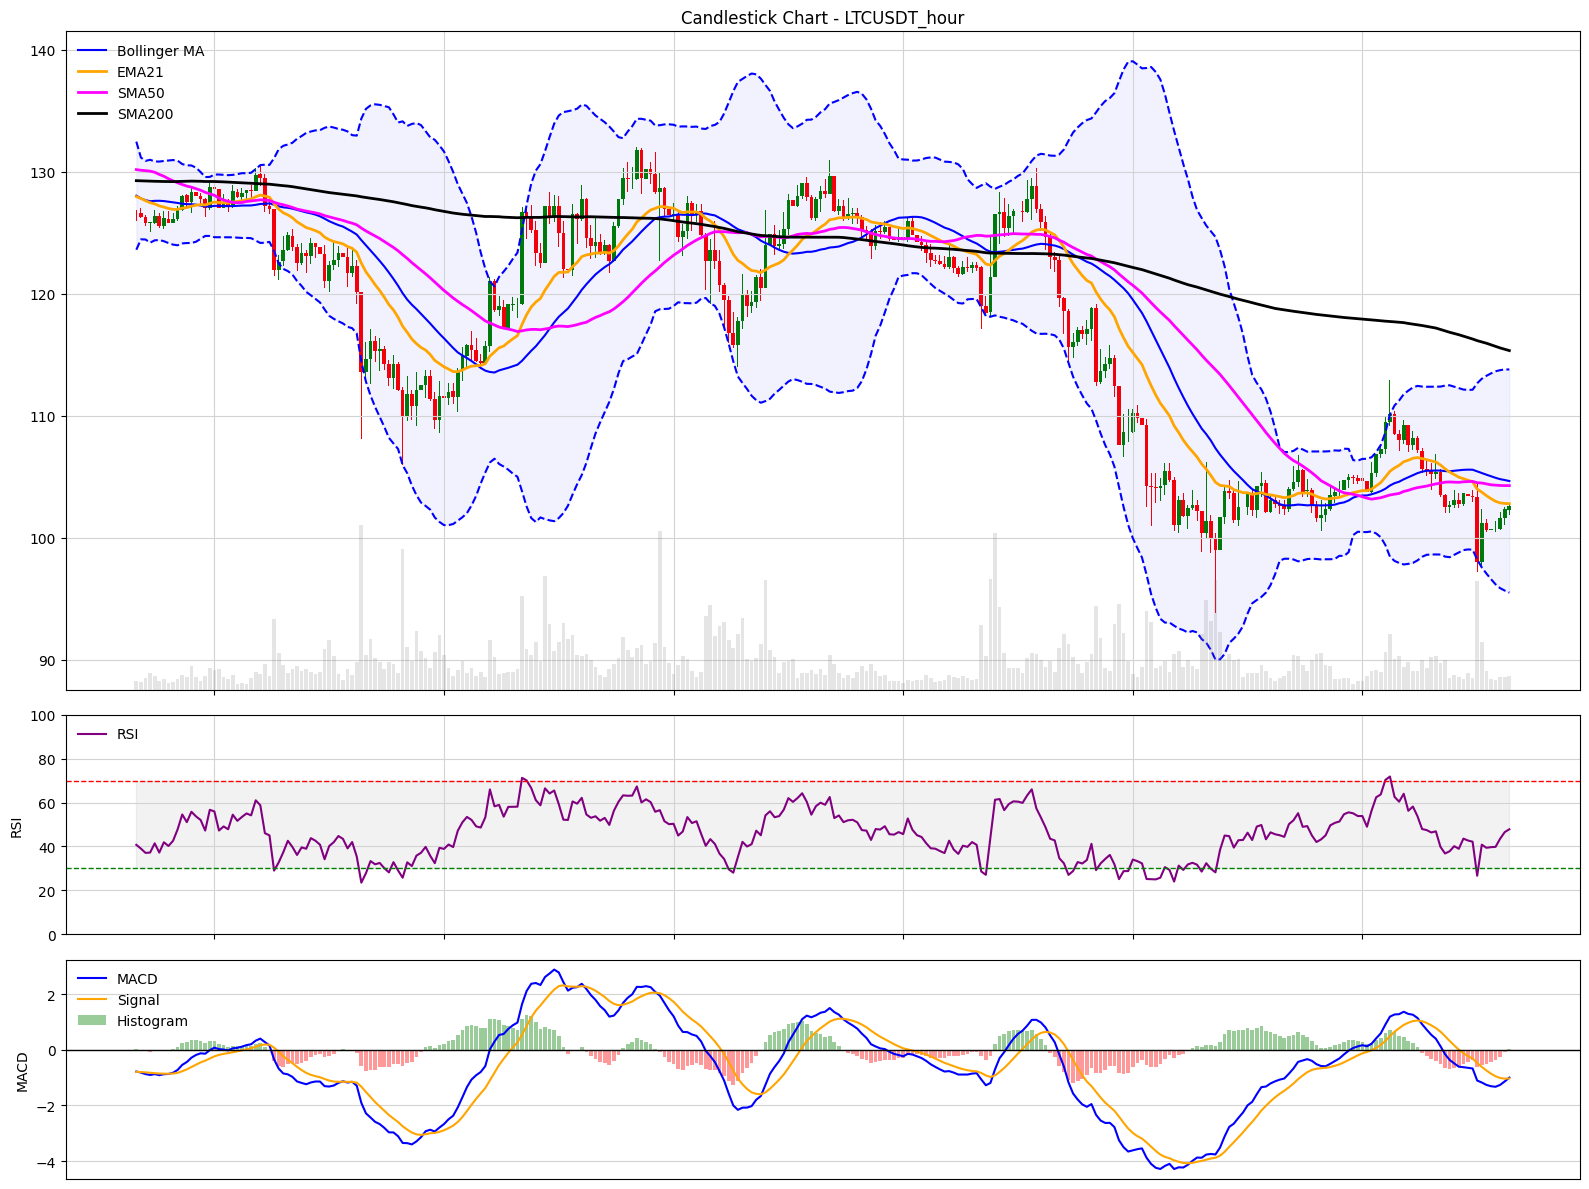 Candlestick Chart - LTCUSDT_hour
140
130
120
110
100
90
Bollinger MA
EMA21
SMA50
SMA200
100
80
60
40
20
0
RSI
RSI
2
0
−2
−4
MACD
MACD
Signal
Histogram